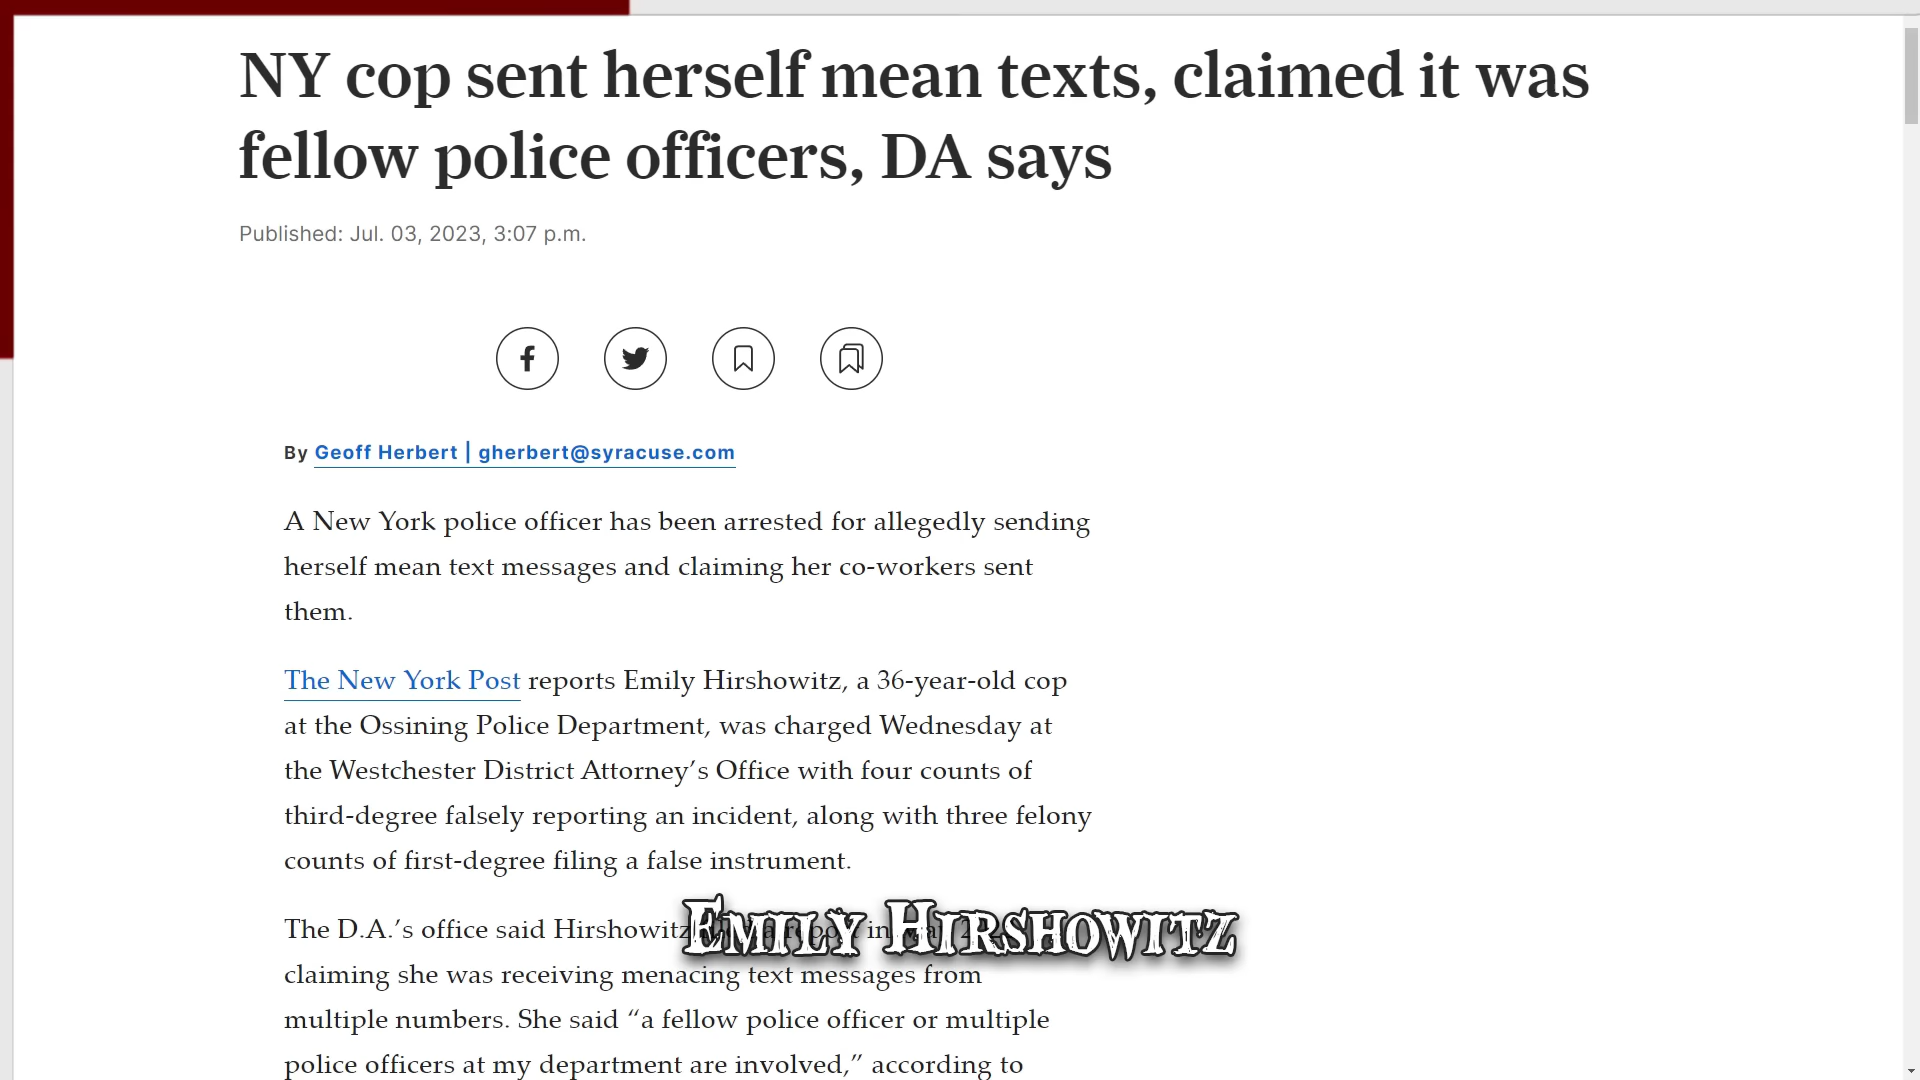 NY cop sent herself mean texts, claimed it was
fellow police officers, DA says
Published: Jul. 03, 2023, 3:07 p.m.
By Geoff Herbert | gherbert@syracuse.com
A New York police officer has been arrested for allegedly sending
herself mean text messages and claiming her co-workers sent
them.
The New York Post reports Emily Hirshowitz, a 36-year-old cop
at the Ossining Police Department, was charged Wednesday at
the Westchester District Attorney’s Office with four counts of
third-degree falsely reporting an incident, along with three felony
counts of first-degree filing a false instrument.
The D.A.’s office said Hirshowitz report in
Emily Hirshowitz
claiming she was receiving menacing text messages from
multiple numbers. She said “a fellow police officer or multiple
police officers at my department are involved,” according to